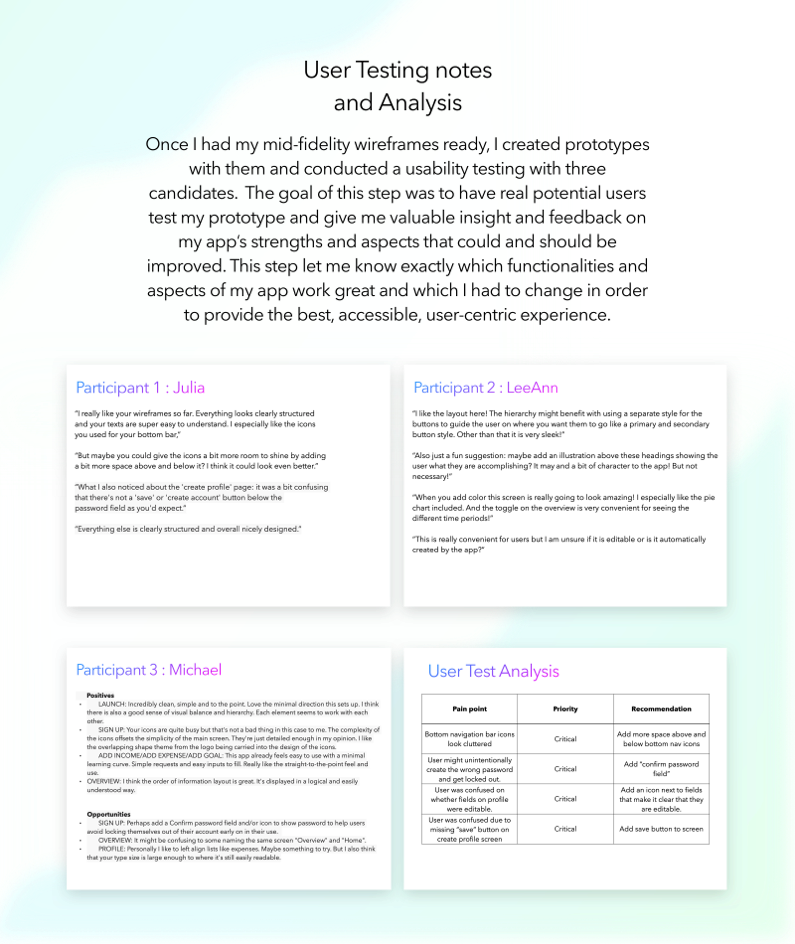 User Testing notes
and Analysis
Once I had my mid-fidelity wireframes ready, I created prototypes
with them and conducted a usability testing with three
candidates. The goal of this step was to have real potential users
test my prototype and give me valuable insight and feedback on
my app's strengths and aspects that could and should be
improved. This step let me know exactly which functionalities and
aspects of my app work great and which I had to change in order
to provide the best, accessible, user-centric experience.
Participant 1 : Julia
"I really like your wireframes so far. Everything looks clearly structured
and your texts are super easy to understand. I especially like the icons
you used for your bottom bar,"
"But maybe you could give the icons a bit more room to shine by adding
a bit more space above and below it? I think it could look even better."
"What I also noticed about the 'create profile' page: it was a bit confusing
that there's not a 'save' or 'create account' button below the
password field as you'd expect."
"Everything else is clearly structured and overall nicely designed."
Participant 2 : LeeAnn
"I like the layout here! The hierarchy might benefit with using a separate style for the
buttons to guide the user on where you want them to go like a primary and secondary
button style. Other than that it is very sleek!"
"Also just a fun suggestion: maybe add an illustration above these headings showing the
user what they are accomplishing? It may and a bit of character to the app! But not
necessary!"
"When you add color this screen is really going to look amazing! I especially like the pie
chart included. And the toggle on the overview is very convenient for seeing the
different time periods!"
"This is really convenient for users but I am unsure if it is editable or is it automatically
created by the app?"
Participant 3 : Michael
Positives
• LAUNCH: Incredibly clean, simple and to the point. Love the minimal direction this sets up. I think
there is also a good sense of visual balance and hierarchy. Each element seems to work with each
other.
• SIGN UP: Your icons are quite busy but that's not a bad thing in this case to me. The complexity of
the icons offsets the simplicity of the main screen. They're just detailed enough in my opinion. I like
the overlapping shape theme from the logo being carried into the design of the icons.
• ADD INCOME/ADD EXPENSE/ADD GOAL: This app already feels easy to use with a minimal
learning curve. Simple requests and easy inputs to fill. Really like the straight-to-the-point feel and
use.
• OVERVIEW: I think the order of information layout is great. It's displayed in a logical and easily
understood way.
Opportunities
• SIGN UP: Perhaps add a Confirm password field and/or icon to show password to help users
avoid locking themselves out of their account early on in their use.
• OVERVIEW: It might be confusing to some naming the same screen "Overview" and "Home".
• PROFILE: Personally I like to left align lists like expenses. Maybe something to try. But I also think
that your type size is large enough to where it's still easily readable.
User Test Analysis
Pain point Priority Recommendation
Bottom navigation bar icons
look cluttered
Critical
Add more space above and
below bottom nav icons
User might unintentionally
create the wrong password
and get locked out.
Critical
Add "confirm password
field"
User was confused on
whether fields on profile
were editable.
Critical
Add an icon next to fields
that make it clear that they
are editable.
User was confused due to
missing "save" button on
create profile screen
Critical
Add save button to screen